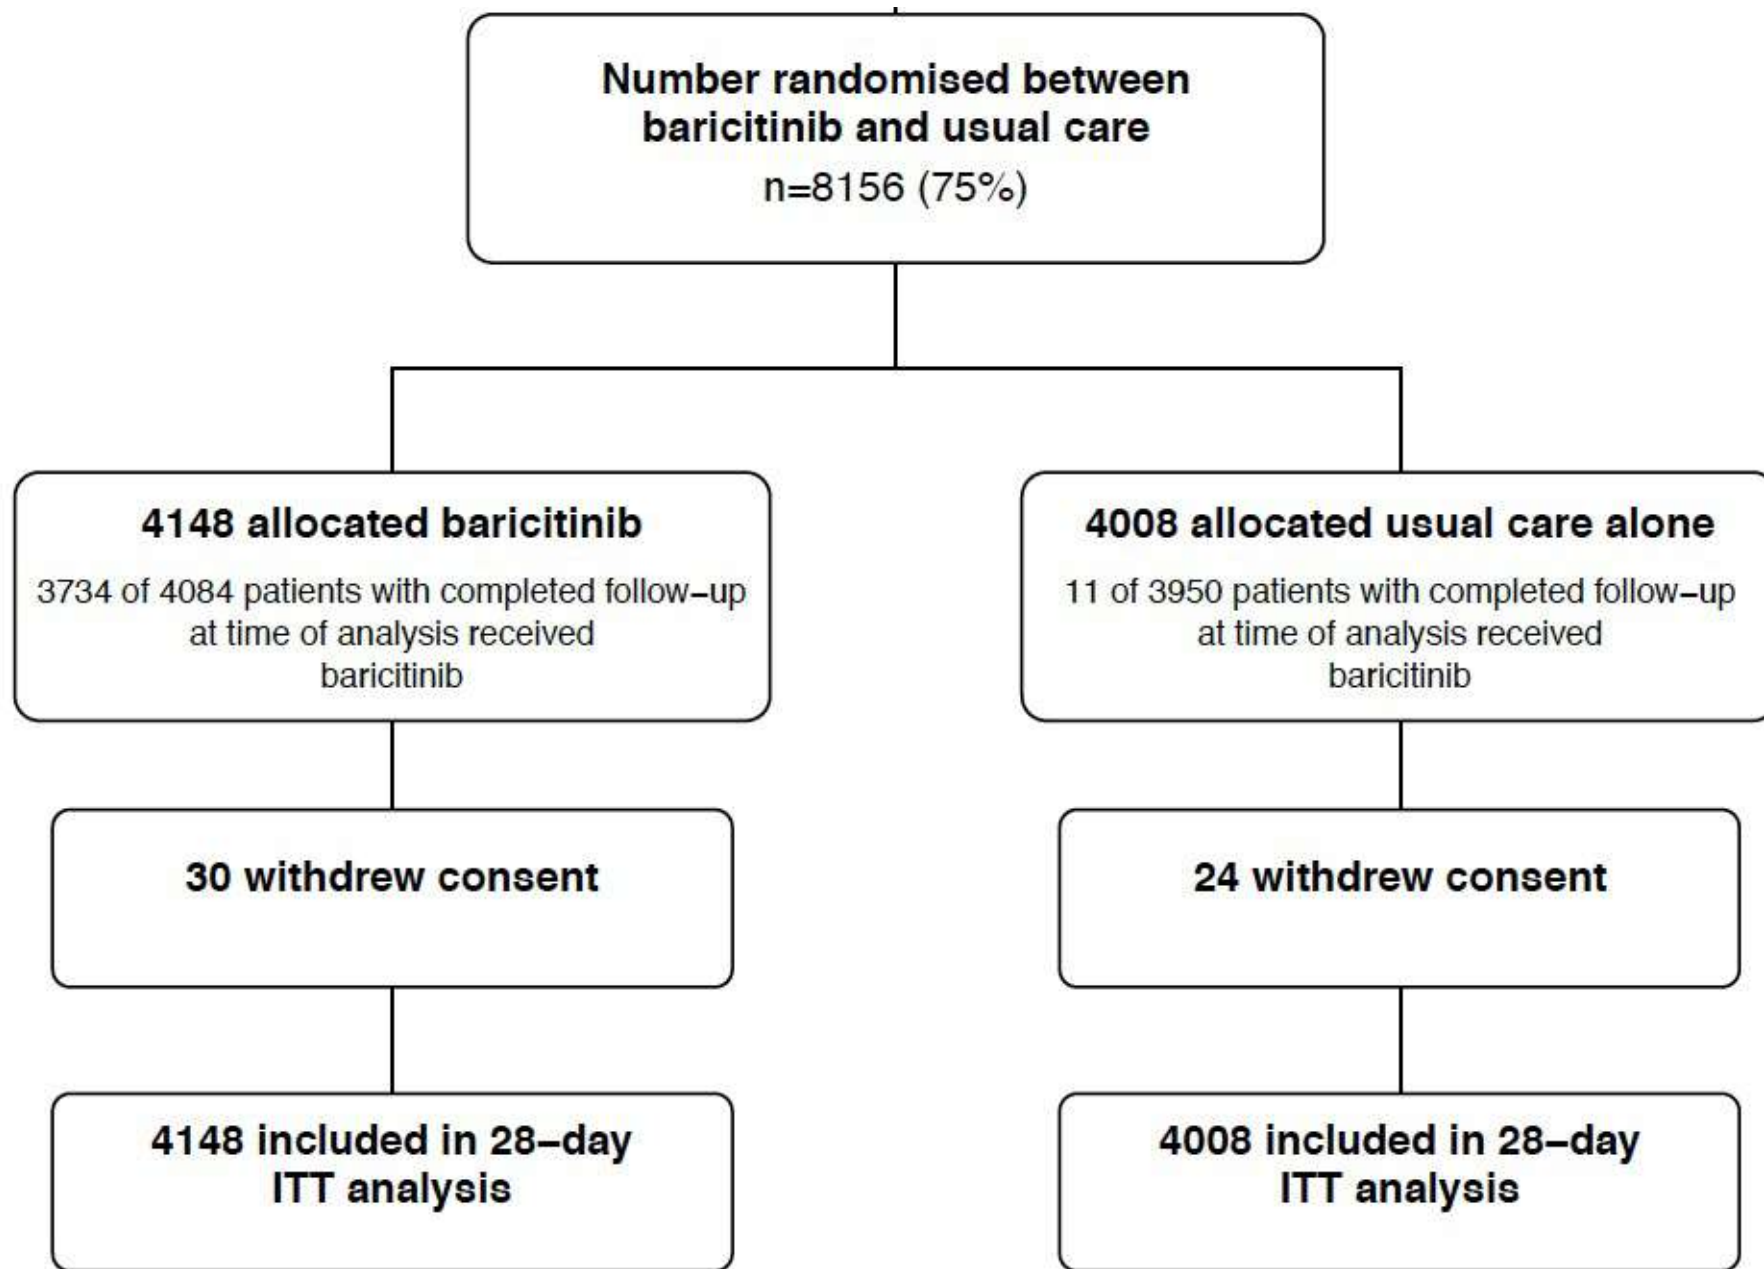 Number randomised between
baricitinib and usual care
n=8156 (75%)
4148 allocated baricitinib
3734 of 4084 patients with completed follow–up
at time of analysis received
baricitinib
4008 allocated usual care alone
11 of 3950 patients with completed follow–up
at time of analysis received
baricitinib
30 withdrew consent
24 withdrew consent
4148 included in 28–day
ITT analysis
4008 included in 28–day
ITT analysis